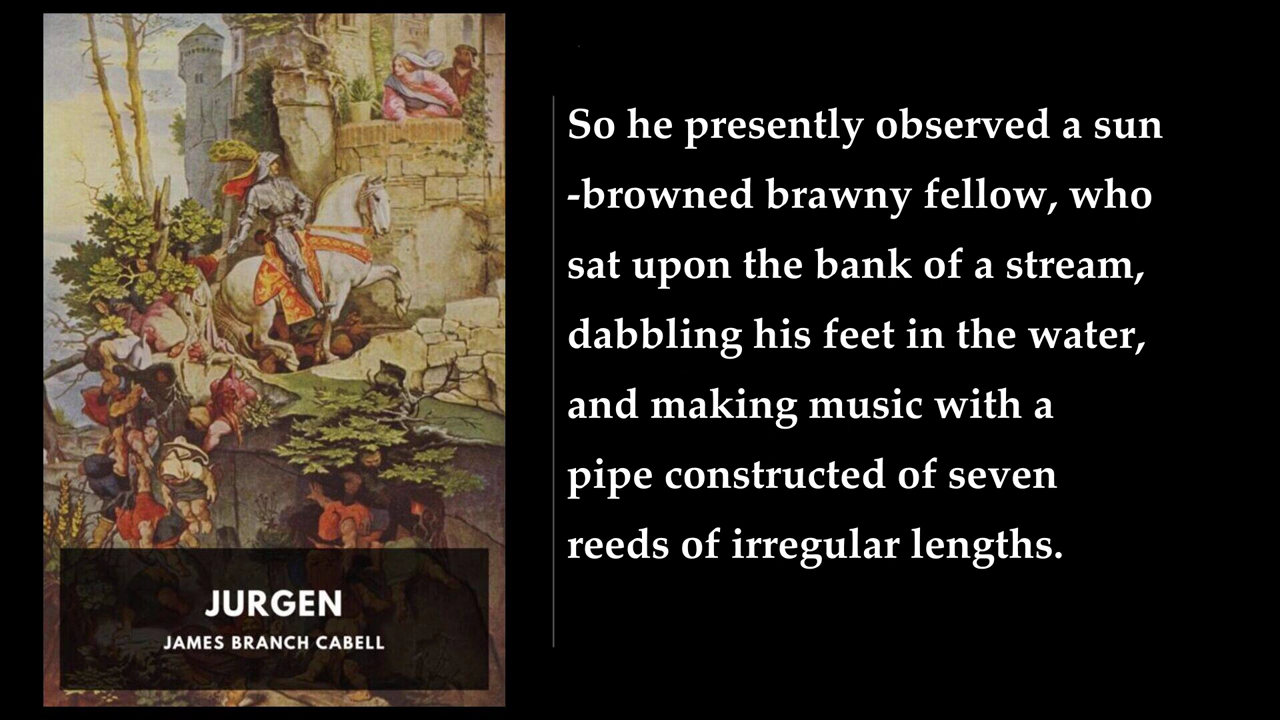 So he presently observed a sun
-browned brawny fellow, who
sat upon the bank of a stream,
dabbling his feet in the water,
and making music with a
pipe constructed of seven
reeds of irregular lengths.
JURGEN
JAMES BRANCH CABELL